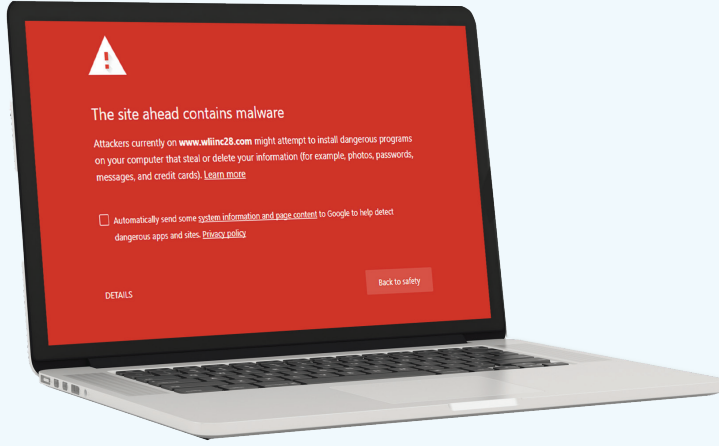 !
The site ahead contains malware
Attackers currently on www.wliinc28.com might attempt to install dangerous programs
on your computer that steal or delete your information (for example, photos, passwords,
messages, and credit cards). Learn more
Automatically send some system information and page content to Google to help detect
dangerous apps and sites. Privacy policy
DETAILS
Back to safety